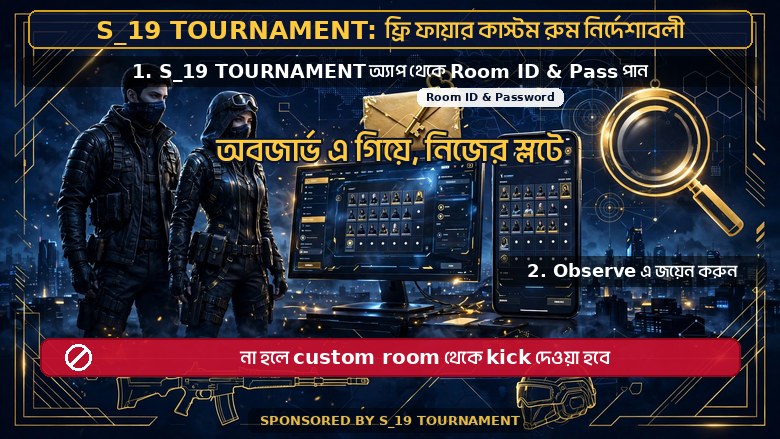 S_19 TOURNAMENT: ফ্রি ফায়ার কাস্টম রুম নির্দেশাবলী
1. S_19 TOURNAMENT অ্যাপ থেকে Room ID & Pass পান
Room ID & Password
অবজার্ভ এ গিয়ে, নিজের স্লটে
2. Observe এ জয়েন করুন
না হলে custom room থেকে kick দেওয়া হবে
SPONSORED BY S_19 TOURNAMENT